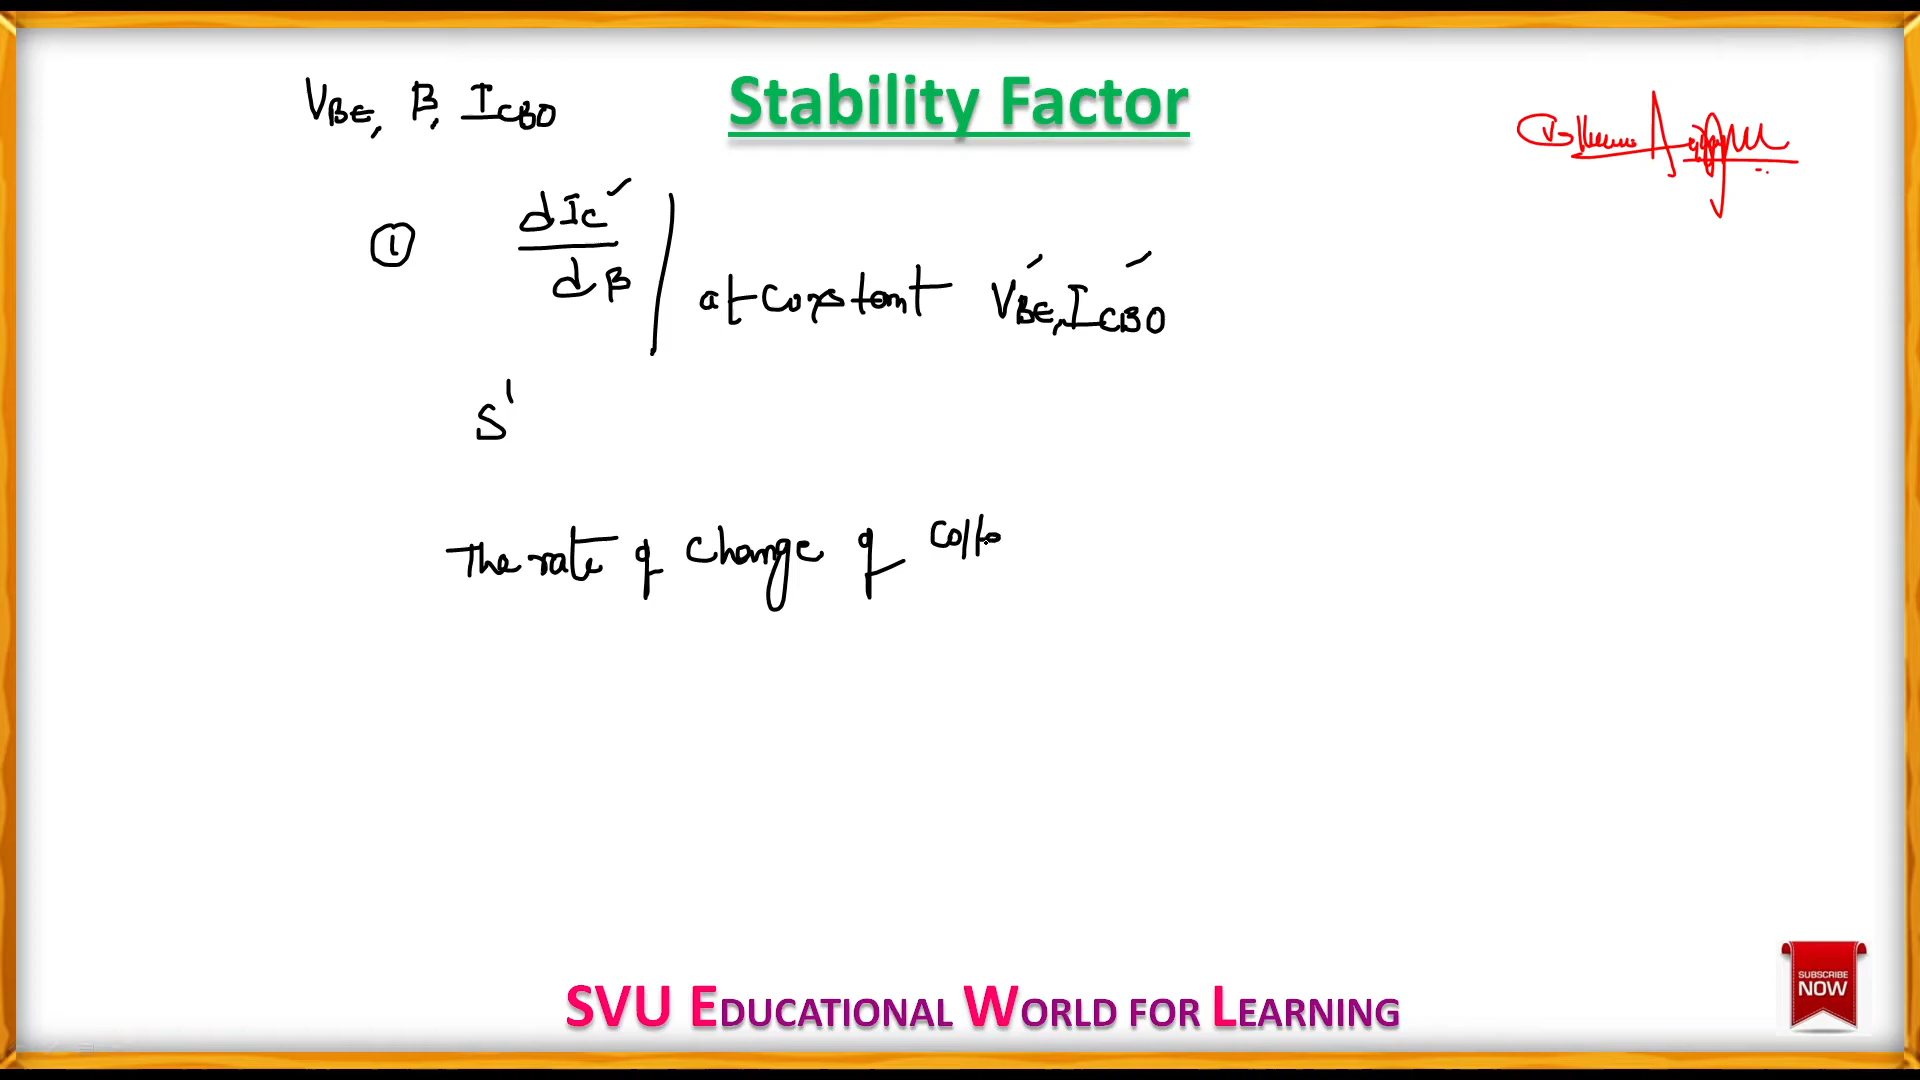 Stability Factor
VBE, β, ICBO
① dIc / dβ | at constant VBE, ICBO
S'
The rate of change of Colle
SUBSCRIBE
NOW
SVU EDUCATIONAL WORLD FOR LEARNING